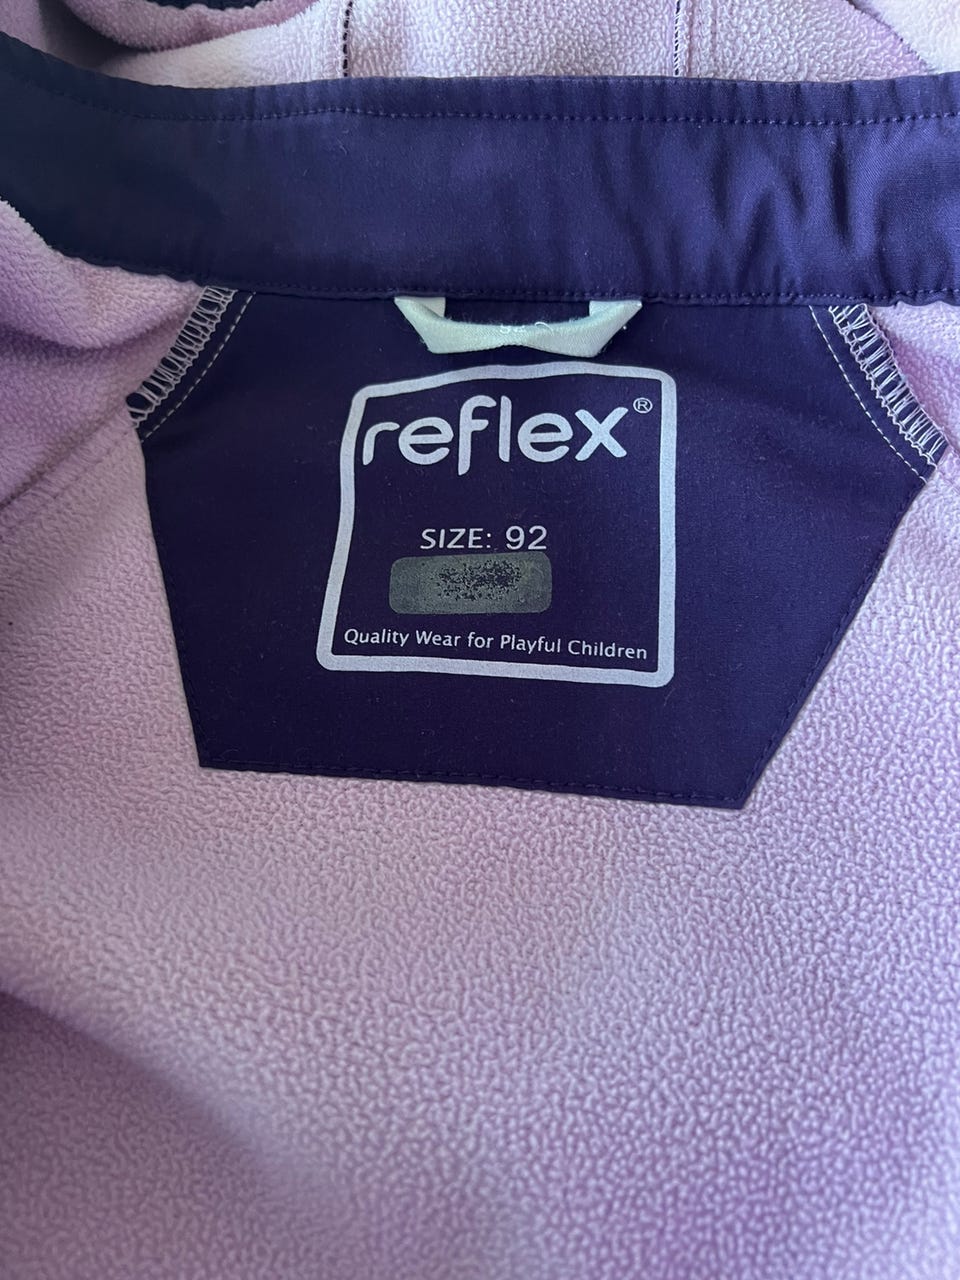 reflex®
SIZE: 92
Quality Wear for Playful Children